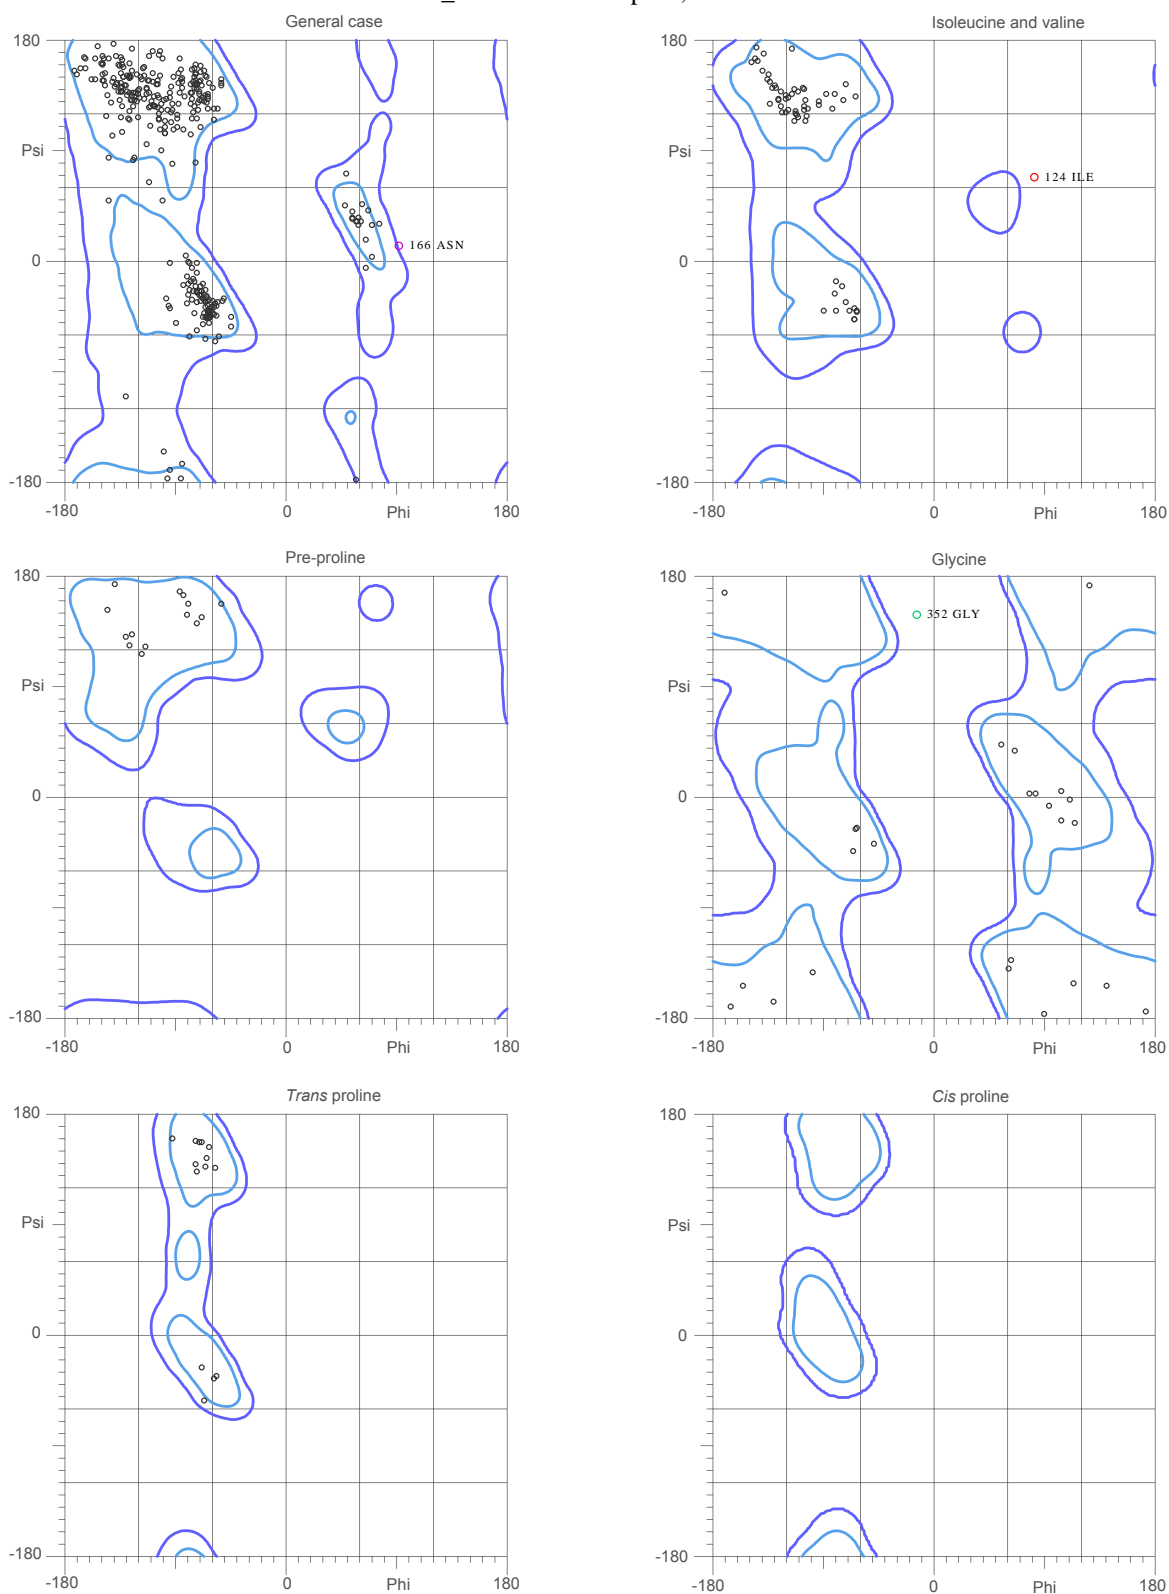 General case
180
Psi
0
-180
-180
0
Phi
180
166 ASN
Isoleucine and valine
180
Psi
0
-180
-180
0
Phi
180
124 ILE
Pre-proline
180
Psi
0
-180
-180
0
Phi
180
Glycine
180
Psi
0
-180
-180
0
Phi
180
352 GLY
Trans proline
180
Psi
0
-180
-180
0
Phi
180
Cis proline
180
Psi
0
-180
-180
0
Phi
180